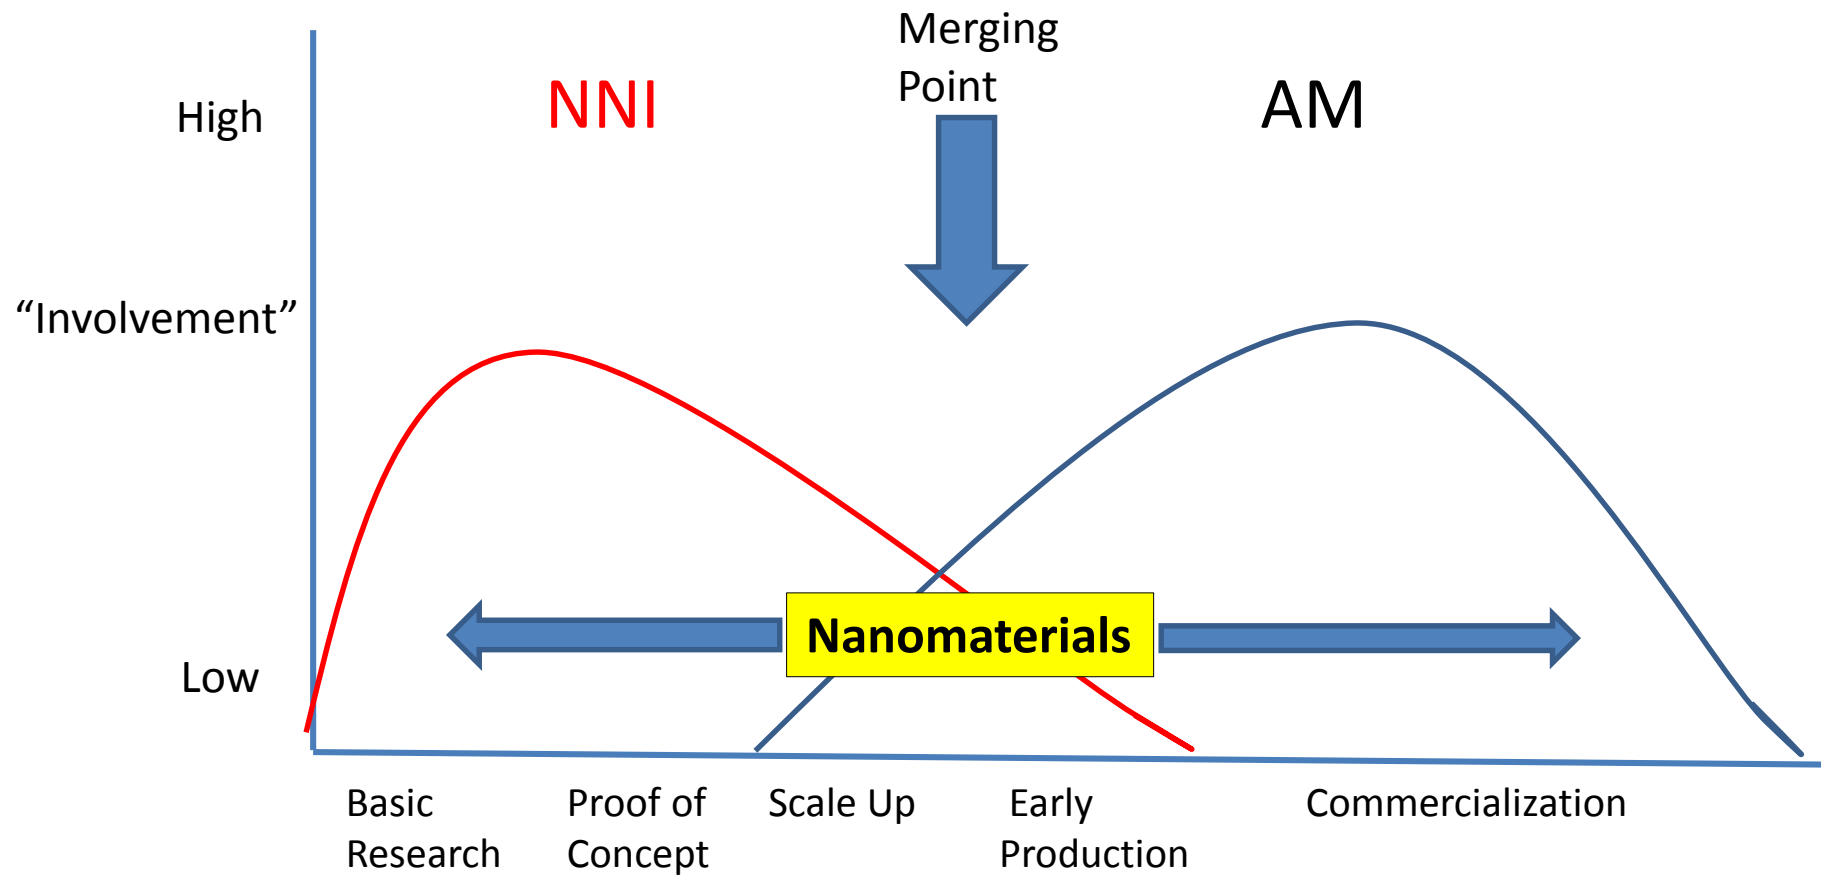 Merging
Point
NNI
AM
High
“Involvement”
Nanomaterials
Low
Basic
Research
Proof of
Concept
Scale Up
Early
Production
Commercialization